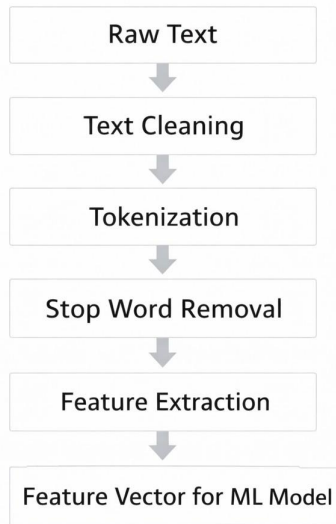 Raw Text
Text Cleaning
Tokenization
Stop Word Removal
Feature Extraction
Feature Vector for ML Model